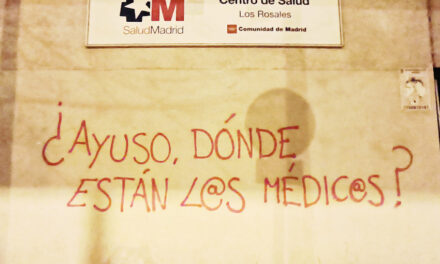 M
SaludMadrid
Centro de Salud
Los Rosales
Comunidad de Madrid
¿AYUSO, DÓNDE
ESTÁN L@S MÉDIC@S?